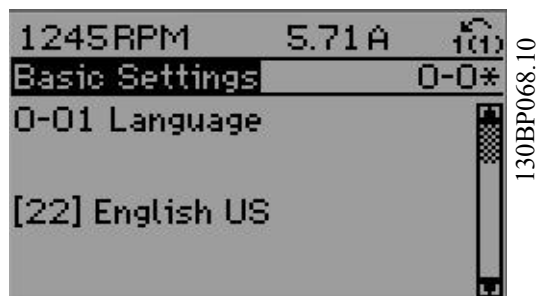 1245RPM 5.71A 1(1)
Basic Settings 0-0*
0-01 Language
[22] English US
130BP068.10